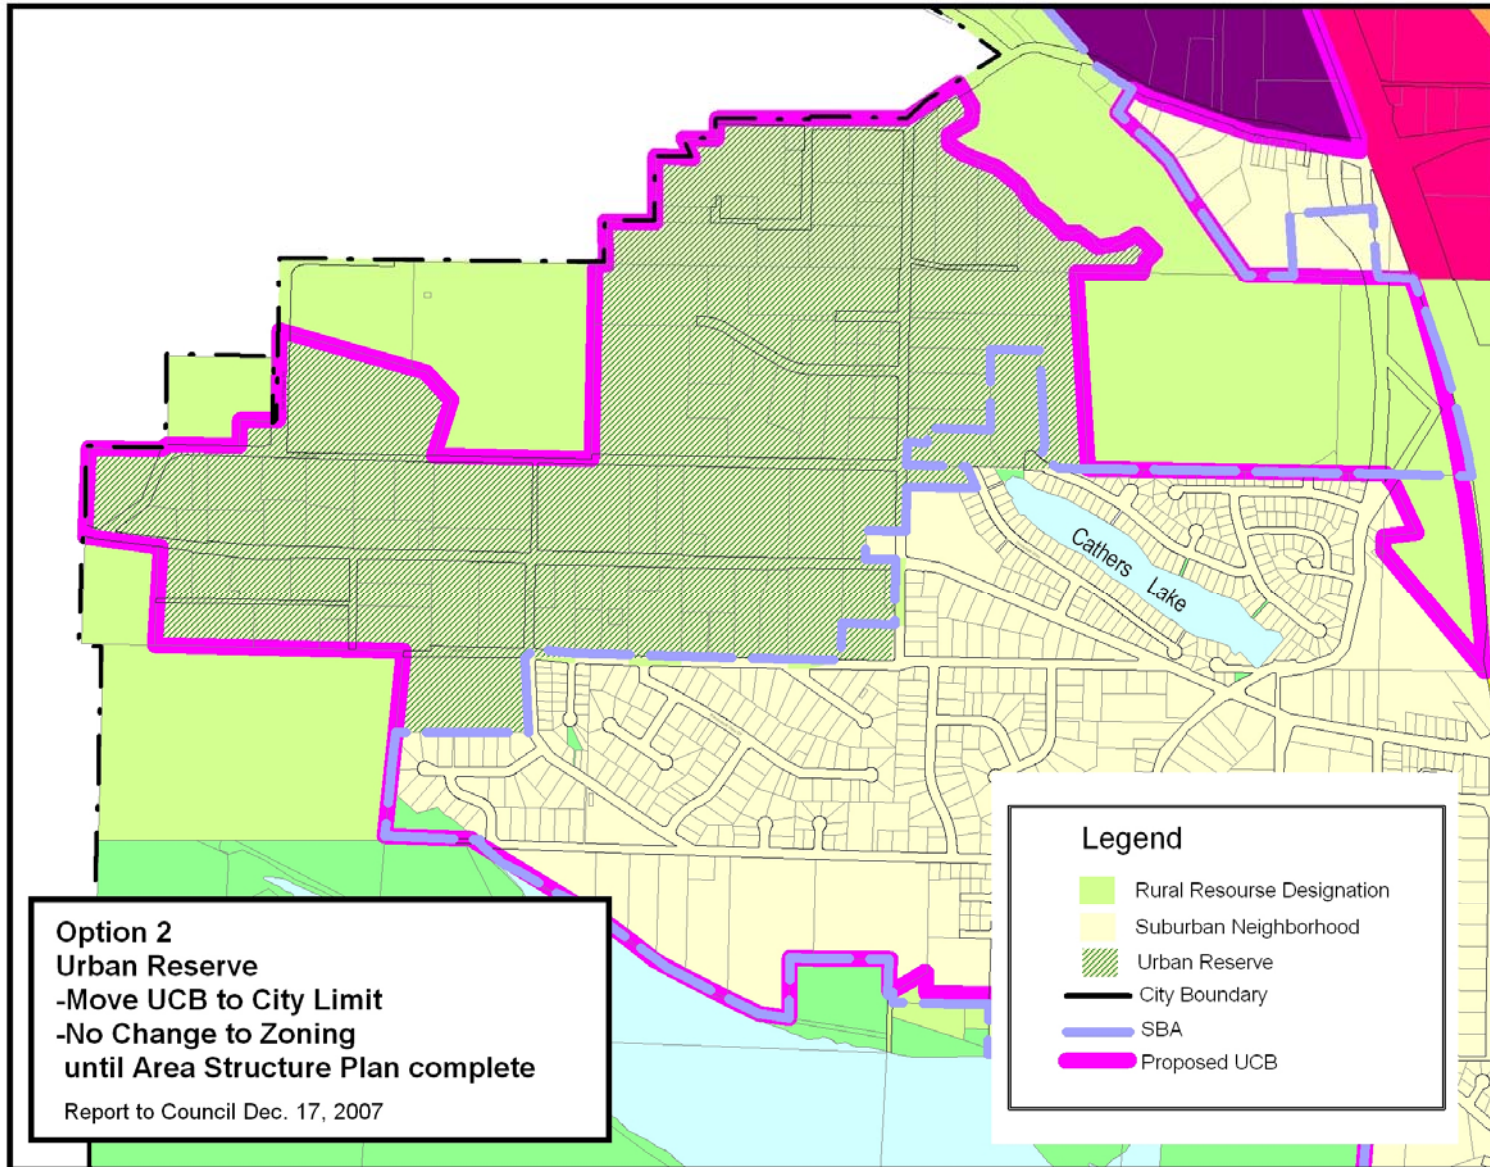 Cathers Lake
Legend
Rural Resourse Designation
Suburban Neighborhood
Urban Reserve
City Boundary
SBA
Proposed UCB
Option 2
Urban Reserve
-Move UCB to City Limit
-No Change to Zoning
until Area Structure Plan complete
Report to Council Dec. 17, 2007